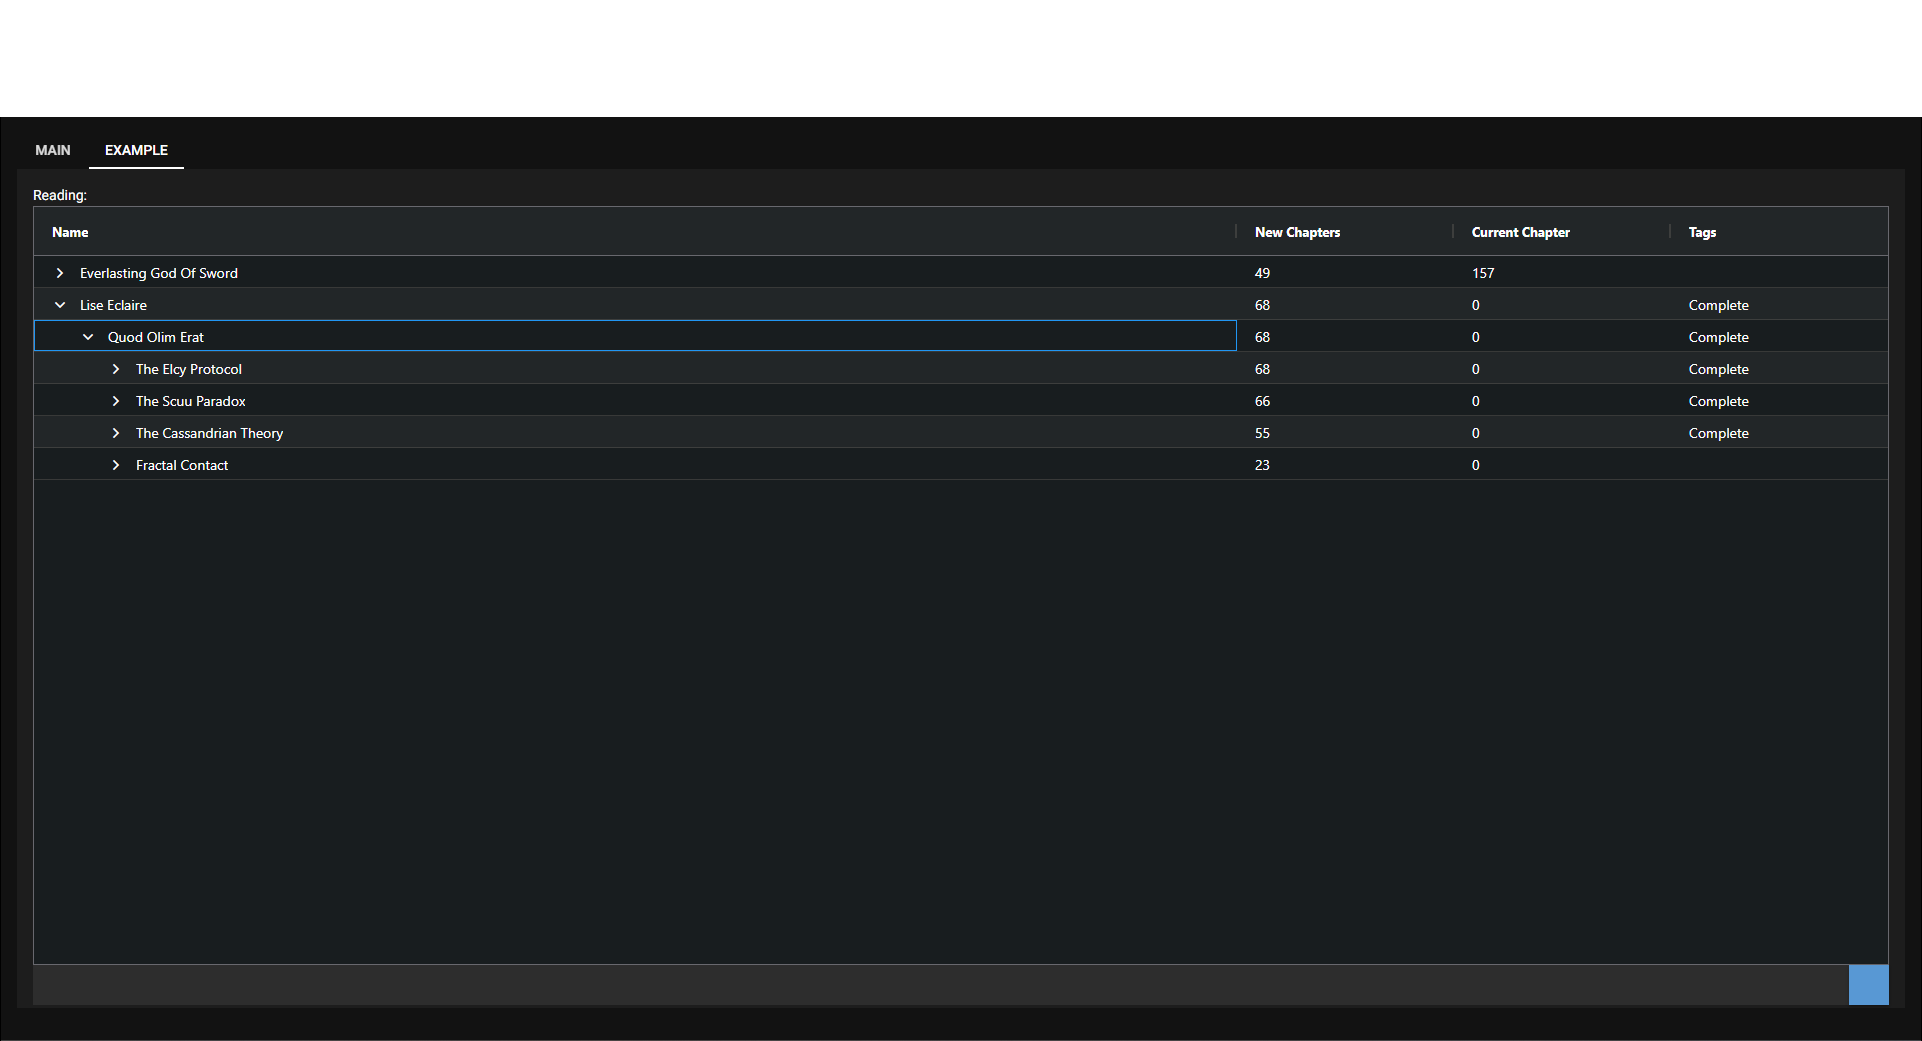 MAIN EXAMPLE
Reading:
Name New Chapters Current Chapter Tags
Everlasting God Of Sword 49 157
Lise Eclaire 68 0 Complete
Quod Olim Erat 68 0 Complete
The Elcy Protocol 68 0 Complete
The Scuu Paradox 66 0 Complete
The Cassandrian Theory 55 0 Complete
Fractal Contact 23 0